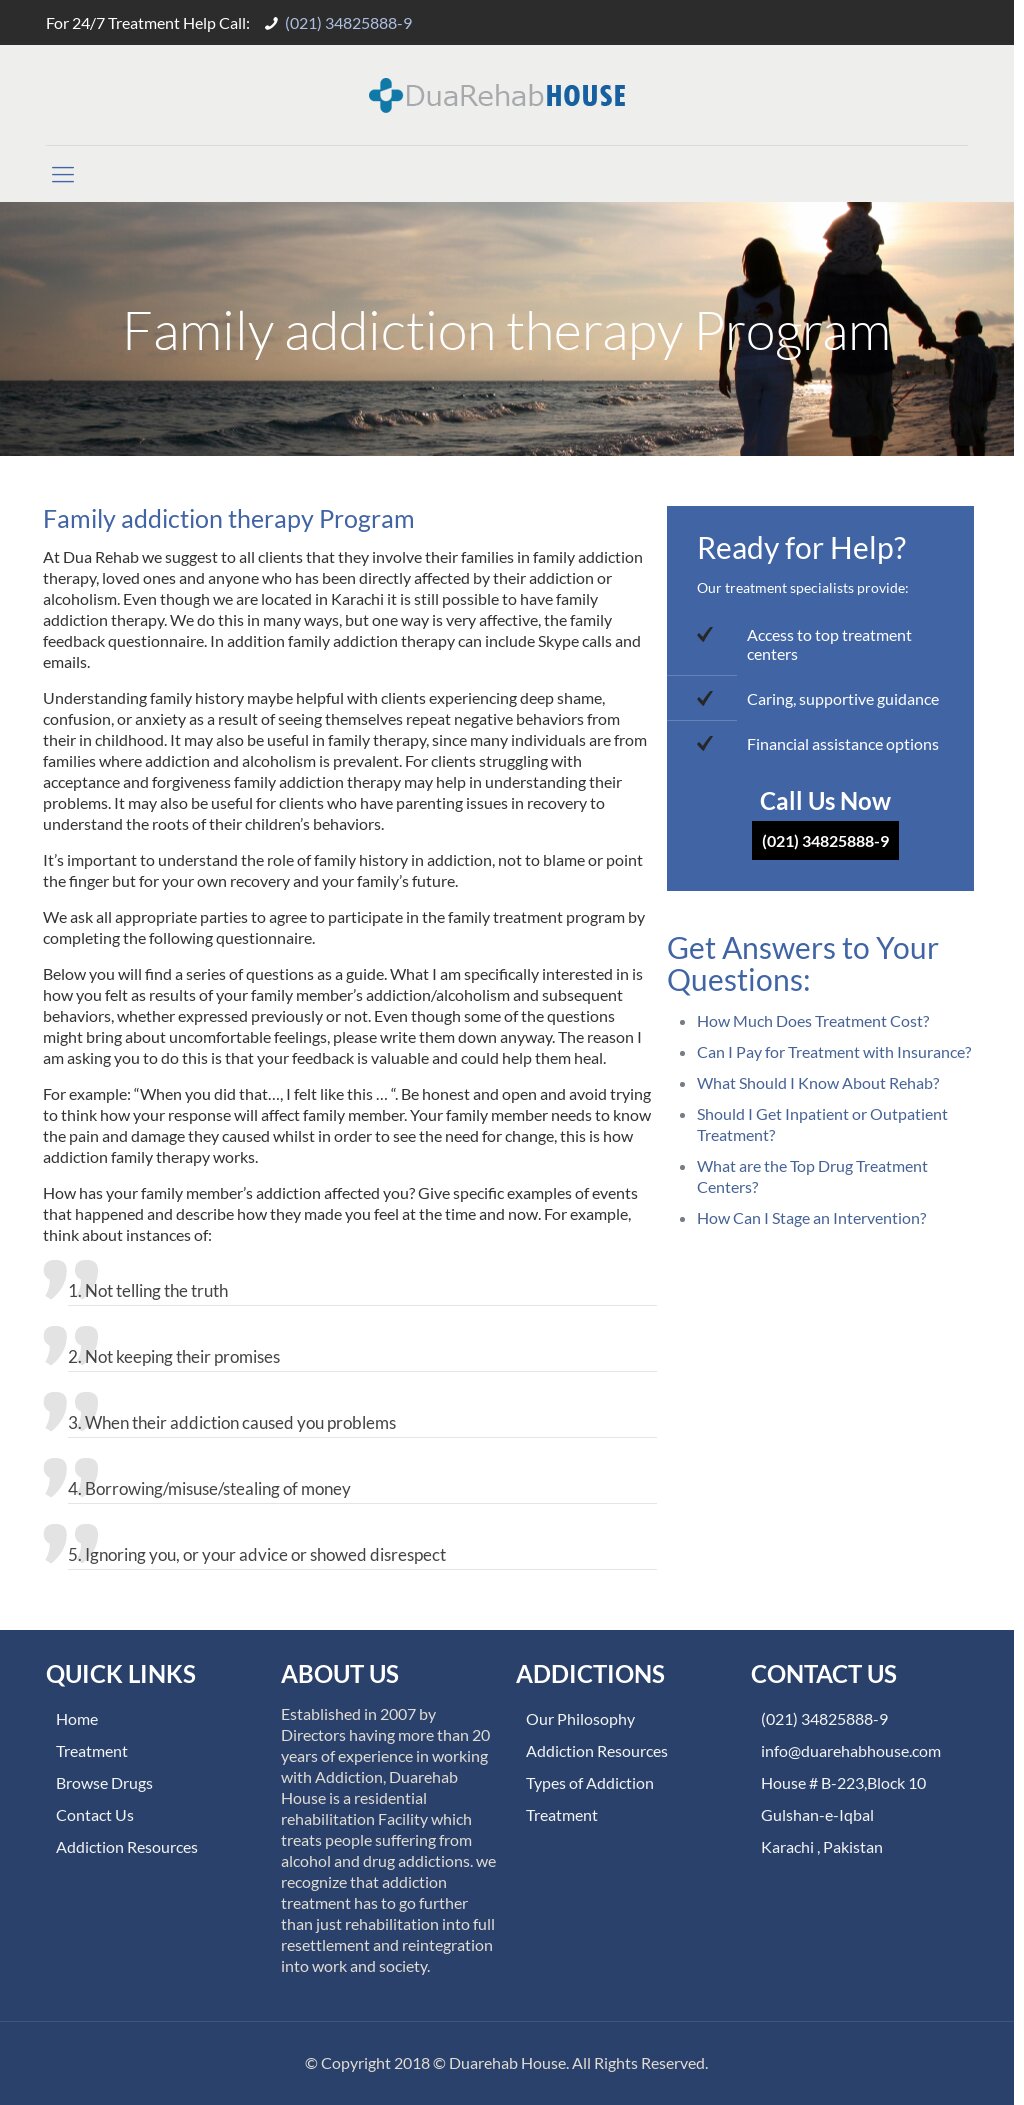 For 24/7 Treatment Help Call: (021) 34825888-9
DuaRehabHOUSE
Family addiction therapy Program
Family addiction therapy Program
At Dua Rehab we suggest to all clients that they involve their families in family addiction
therapy, loved ones and anyone who has been directly affected by their addiction or
alcoholism. Even though we are located in Karachi it is still possible to have family
addiction therapy. We do this in many ways, but one way is very affective, the family
feedback questionnaire. In addition family addiction therapy can include Skype calls and
emails.
Understanding family history maybe helpful with clients experiencing deep shame,
confusion, or anxiety as a result of seeing themselves repeat negative behaviors from
their in childhood. It may also be useful in family therapy, since many individuals are from
families where addiction and alcoholism is prevalent. For clients struggling with
acceptance and forgiveness family addiction therapy may help in understanding their
problems. It may also be useful for clients who have parenting issues in recovery to
understand the roots of their children’s behaviors.
It’s important to understand the role of family history in addiction, not to blame or point
the finger but for your own recovery and your family’s future.
We ask all appropriate parties to agree to participate in the family treatment program by
completing the following questionnaire.
Below you will find a series of questions as a guide. What I am specifically interested in is
how you felt as results of your family member’s addiction/alcoholism and subsequent
behaviors, whether expressed previously or not. Even though some of the questions
might bring about uncomfortable feelings, please write them down anyway. The reason I
am asking you to do this is that your feedback is valuable and could help them heal.
For example: “When you did that…, I felt like this … “. Be honest and open and avoid trying
to think how your response will affect family member. Your family member needs to know
the pain and damage they caused whilst in order to see the need for change, this is how
addiction family therapy works.
How has your family member’s addiction affected you? Give specific examples of events
that happened and describe how they made you feel at the time and now. For example,
think about instances of:
1. Not telling the truth
2. Not keeping their promises
3. When their addiction caused you problems
4. Borrowing/misuse/stealing of money
5. Ignoring you, or your advice or showed disrespect
Ready for Help?
Our treatment specialists provide:
Access to top treatment
centers
Caring, supportive guidance
Financial assistance options
Call Us Now
(021) 34825888-9
Get Answers to Your
Questions:
How Much Does Treatment Cost?
Can I Pay for Treatment with Insurance?
What Should I Know About Rehab?
Should I Get Inpatient or Outpatient
Treatment?
What are the Top Drug Treatment
Centers?
How Can I Stage an Intervention?
QUICK LINKS
Home
Treatment
Browse Drugs
Contact Us
Addiction Resources
ABOUT US
Established in 2007 by
Directors having more than 20
years of experience in working
with Addiction, Duarehab
House is a residential
rehabilitation Facility which
treats people suffering from
alcohol and drug addictions. we
recognize that addiction
treatment has to go further
than just rehabilitation into full
resettlement and reintegration
into work and society.
ADDICTIONS
Our Philosophy
Addiction Resources
Types of Addiction
Treatment
CONTACT US
(021) 34825888-9
info@duarehabhouse.com
House # B-223,Block 10
Gulshan-e-Iqbal
Karachi , Pakistan
© Copyright 2018 © Duarehab House. All Rights Reserved.